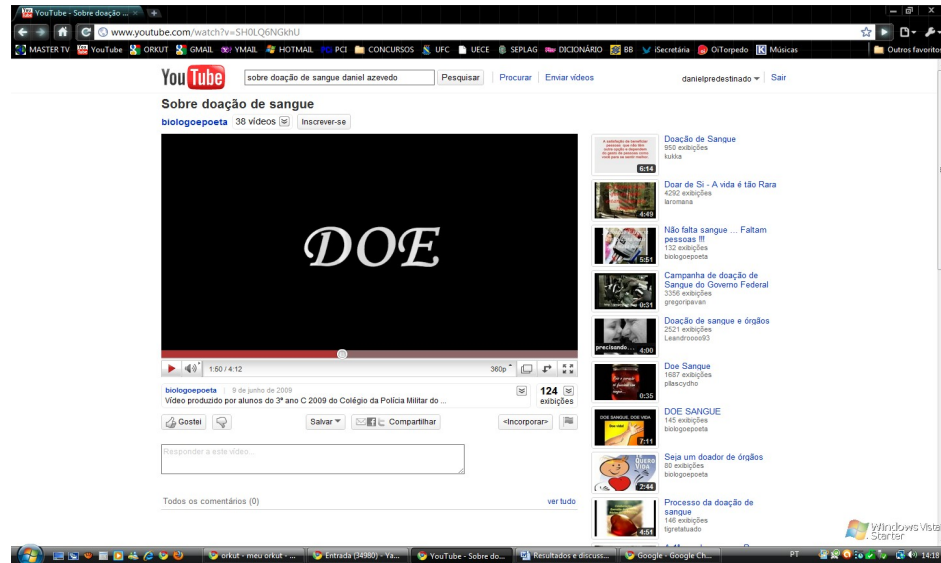 YouTube - Sobre doação ...
www.youtube.com/watch?v=SH0LQ6NGkhU
MASTER TV YouTube ORKUT GMAIL YMAIL HOTMAIL PCI CONCURSOS UFC UECE SEPLAG DICIONÁRIO BB iSecretária OiTorpedo Músicas Outros favoritos
YouTube sobre doação de sangue daniel azevedo Pesquisar Procurar Enviar vídeos danielpredestinado Sair
Sobre doação de sangue
biologoepoeta 38 vídeos Inscrever-se
DOE
1:50 / 4:12 360p
biologoepoeta 9 de junho de 2009
Vídeo produzido por alunos do 3ª ano C 2009 do Colégio da Polícia Militar do ...
124
exibições
Gostei Salvar Compartilhar <Incorporar>
Responder a este vídeo...
Todos os comentários (0) ver tudo
6:14
Doação de Sangue
950 exibições
kukka
4:49
Doar de Si - A vida é tão Rara
4292 exibições
laromana
5:51
Não falta sangue ... Faltam
pessoas !!!
132 exibições
biologoepoeta
0:31
Campanha de doação de
Sangue do Governo Federal
3356 exibições
gregoripavan
precisando...
4:00
Doação de sangue e órgãos
2521 exibições
Leandroooo93
0:35
Doe Sangue
1687 exibições
pliascydho
DOE SANGUE, DOE VIDA
7:11
DOE SANGUE
145 exibições
biologoepoeta
QUERO
VIDA
2:44
Seja um doador de órgãos
80 exibições
biologoepoeta
4:51
Processo da doação de
sangue
146 exibições
tigretatuado
Windows Vista
Starter
orkut - meu orkut - ... Entrada (34980) - Ya... YouTube - Sobre do... Resultados e discuss... Google - Google Ch... PT 14:18